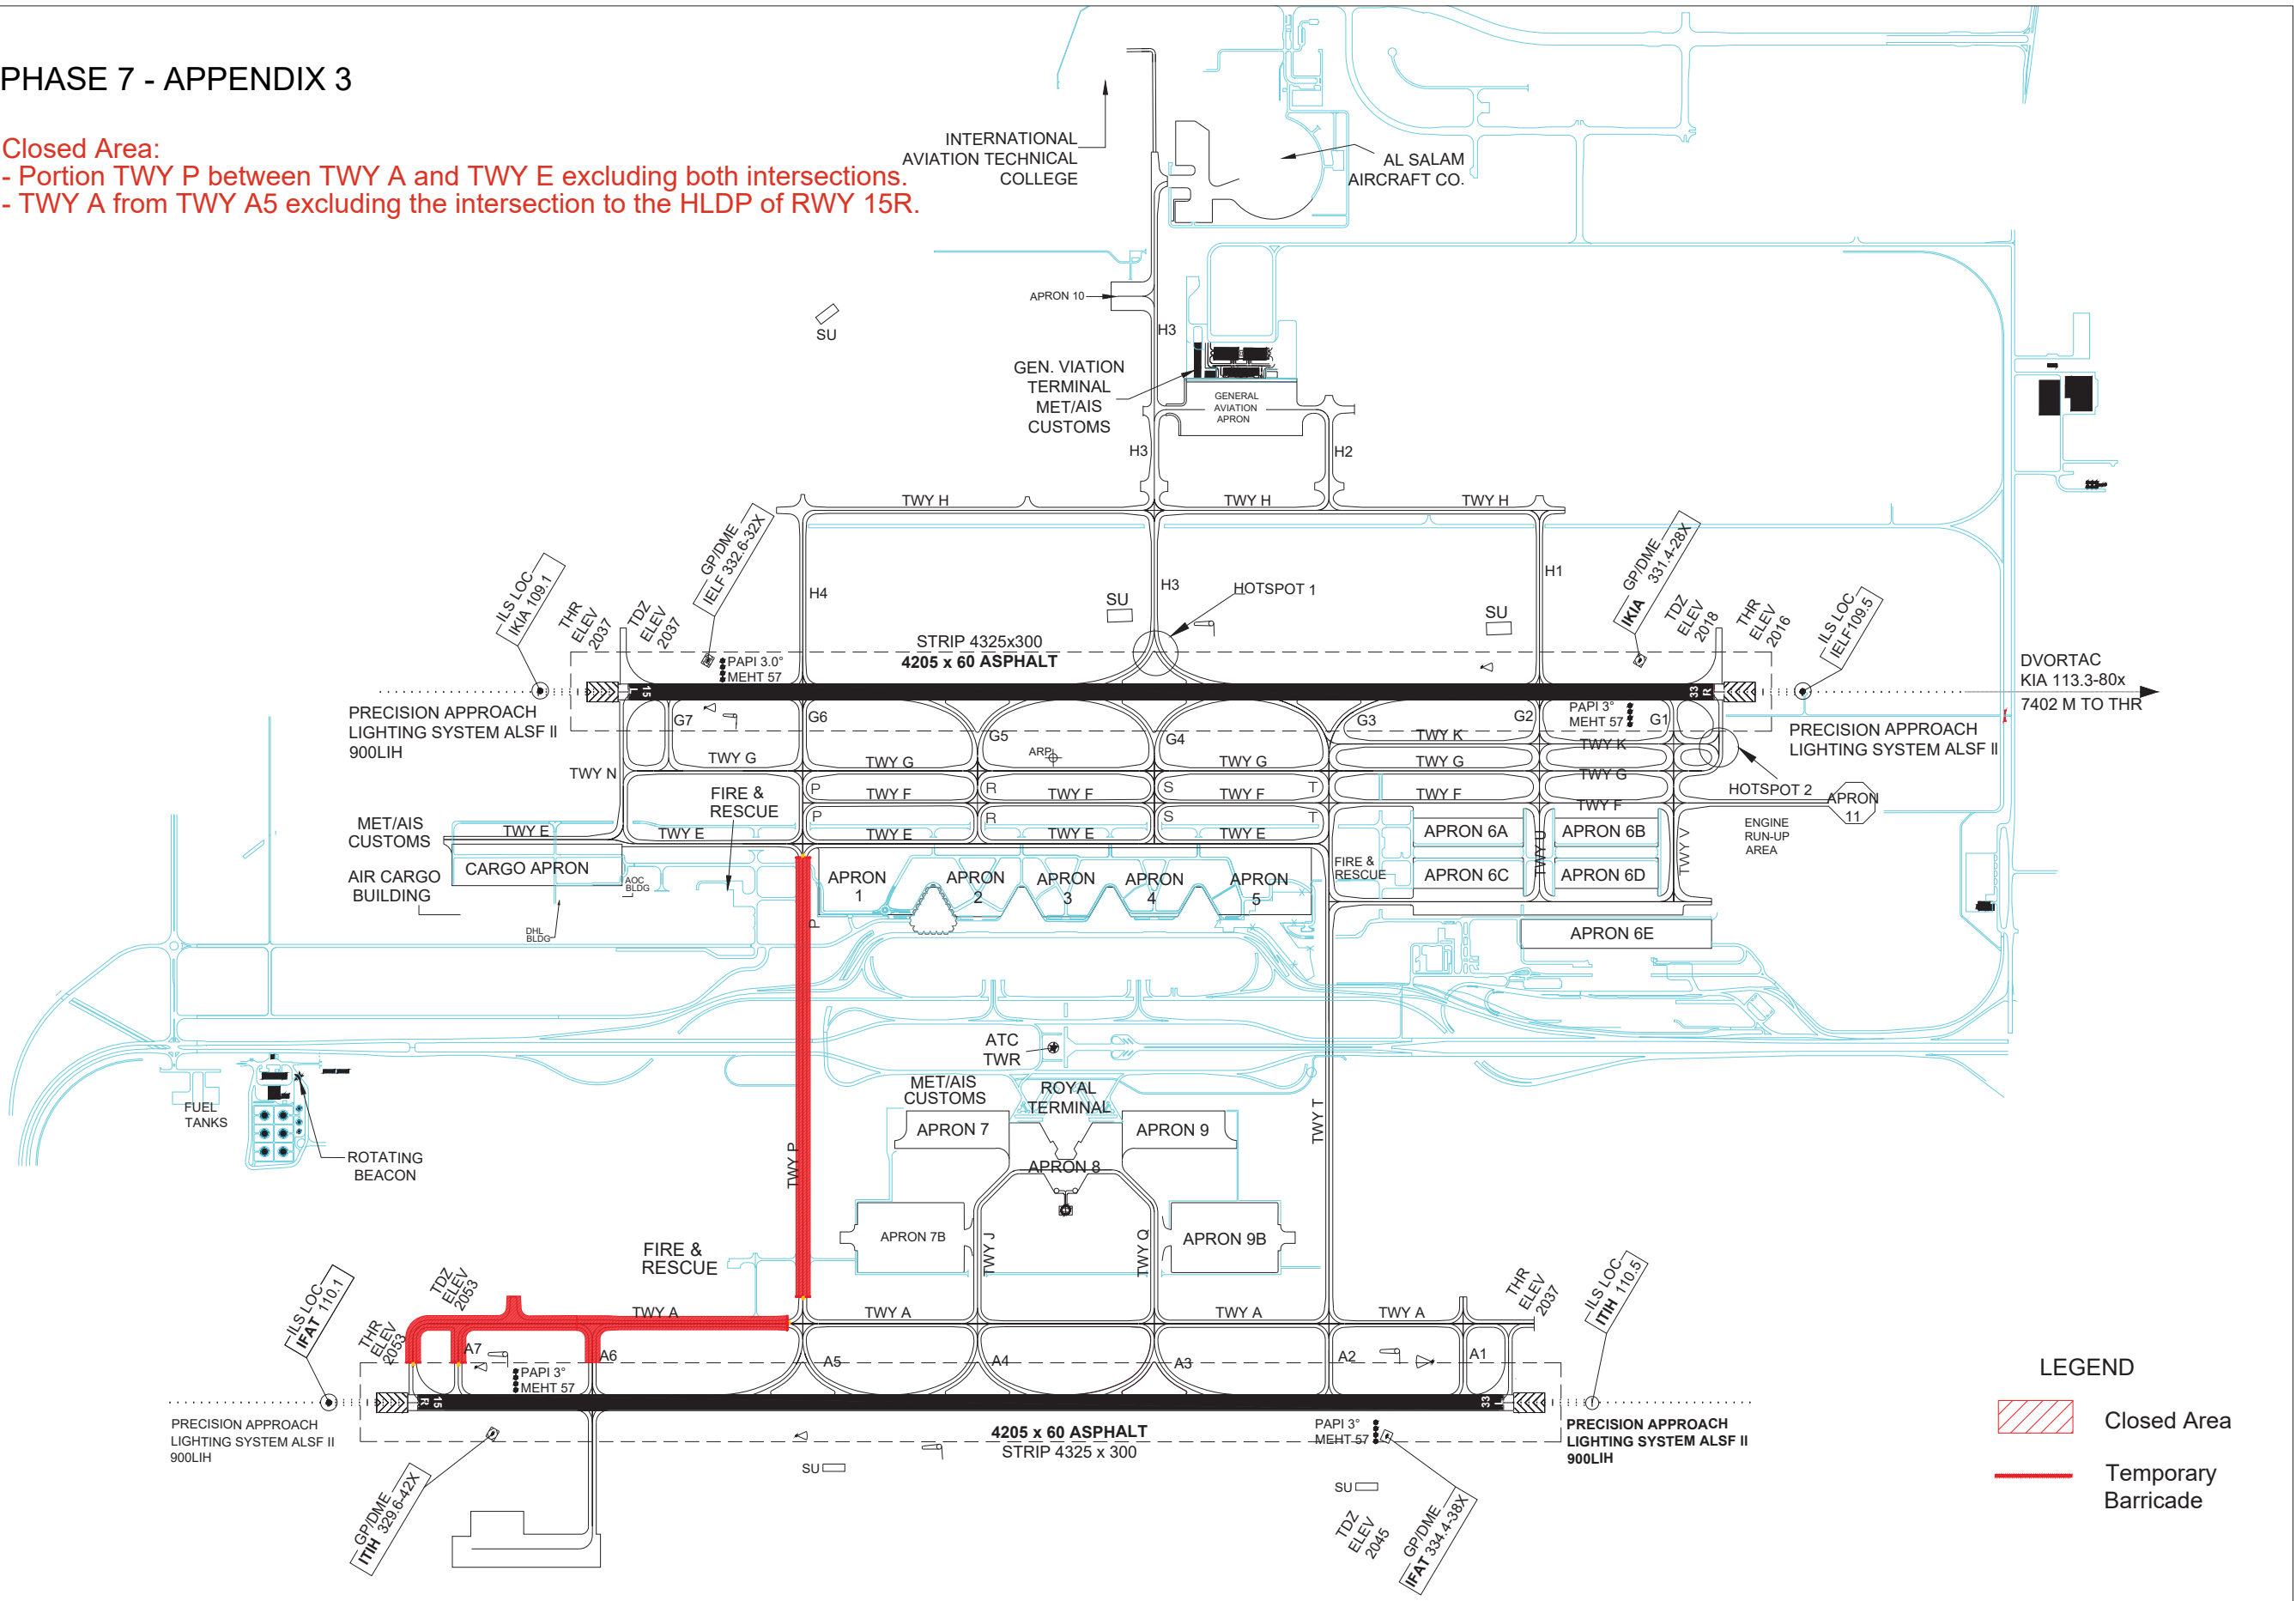 PHASE 7 - APPENDIX 3
Closed Area:
- Portion TWY P between TWY A and TWY E excluding both intersections.
- TWY A from TWY A5 excluding the intersection to the HLDP of RWY 15R.
INTERNATIONAL
AVIATION TECHNICAL
COLLEGE
AL SALAM
AIRCRAFT CO.
APRON 10
SU
H3
GEN. VIATION
TERMINAL
MET/AIS
CUSTOMS
GENERAL
AVIATION
APRON
H3
H2
TWY H
TWY H
TWY H
GP/DME
IELF 332.6-32X
ILS LOC
IKIA 109.1
THR
ELEV
2037
TDZ
ELEV
2037
H4
H3
HOTSPOT 1
SU
SU
H1
GP/DME
IKIA 331.4-28X
TDZ
ELEV
2018
THR
ELEV
2016
ILS LOC
IELF109.5
STRIP 4325x300
4205 x 60 ASPHALT
PAPI 3.0°
MEHT 57
15
L
33
R
DVORTAC
KIA 113.3-80x
7402 M TO THR
PRECISION APPROACH
LIGHTING SYSTEM ALSF II
900LIH
G7
G6
G5
G4
G3
G2
PAPI 3°
MEHT 57
G1
PRECISION APPROACH
LIGHTING SYSTEM ALSF II
TWY K
TWY K
ARP
TWY N
TWY G
TWY G
TWY G
TWY G
TWY G
HOTSPOT 2
APRON
11
FIRE &
RESCUE
P
TWY F
R
TWY F
S
TWY F
T
TWY F
TWY F
MET/AIS
CUSTOMS
TWY E
TWY E
P
TWY E
R
TWY E
S
TWY E
T
APRON 6A
TWY U
APRON 6B
TWY V
ENGINE
RUN-UP
AREA
CARGO APRON
AIR CARGO
BUILDING
AOC
BLDG
DHL
BLDG
APRON
1
APRON
2
APRON
3
APRON
4
APRON
5
FIRE &
RESCUE
APRON 6C
APRON 6D
P
APRON 6E
ATC
TWR
MET/AIS
CUSTOMS
ROYAL
TERMINAL
FUEL
TANKS
ROTATING
BEACON
APRON 7
APRON 9
APRON 8
TWY P
TWY T
APRON 7B
TWY J
TWY Q
APRON 9B
FIRE &
RESCUE
ILS LOC
IFAT 110.1
TDZ
ELEV
2053
THR
ELEV
2053
TWY A
TWY A
TWY A
TWY A
THR
ELEV
2037
ILS LOC
ITIH 110.5
A7
A6
A5
A4
A3
A2
A1
PAPI 3°
MEHT 57
15
R
33
L
PRECISION APPROACH
LIGHTING SYSTEM ALSF II
900LIH
4205 x 60 ASPHALT
STRIP 4325 x 300
PAPI 3°
MEHT 57
PRECISION APPROACH
LIGHTING SYSTEM ALSF II
900LIH
SU
SU
GP/DME
ITIH 329.6-42X
TDZ
ELEV
2045
GP/DME
IFAT 334.4-38X
LEGEND
Closed Area
Temporary
Barricade